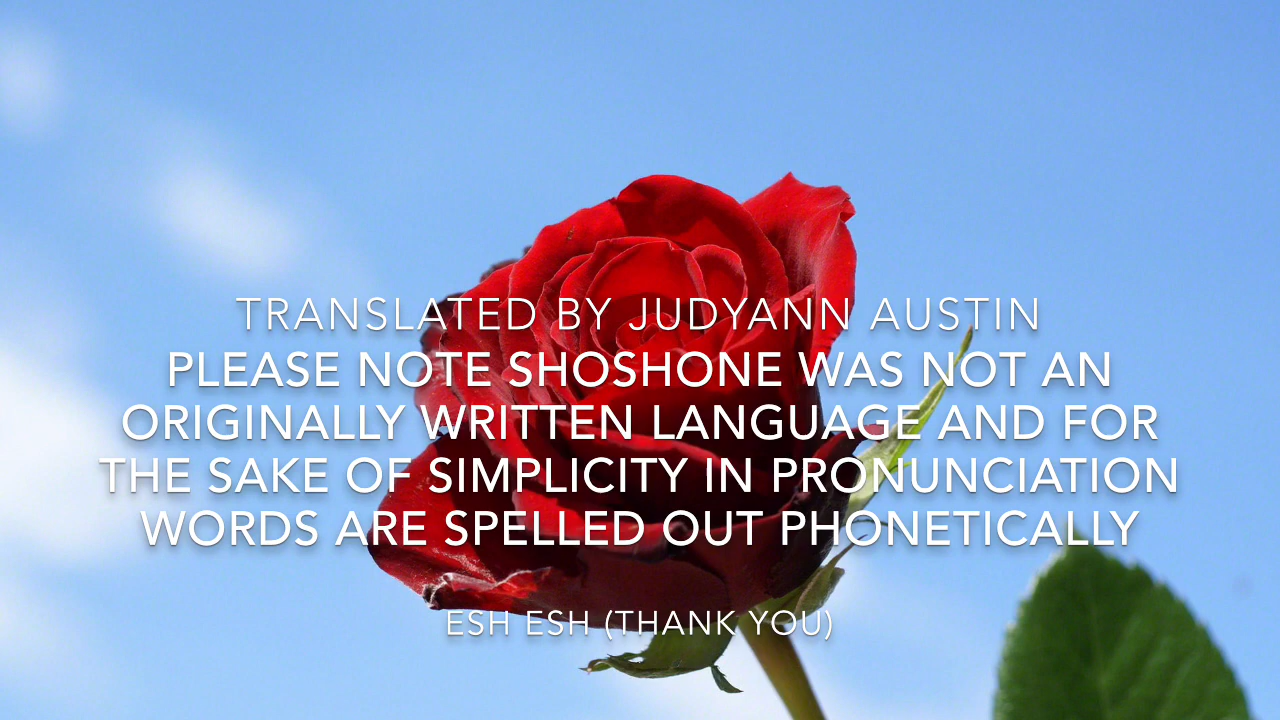 TRANSLATED BY JUDYANN AUSTIN
PLEASE NOTE SHOSHONE WAS NOT AN
ORIGINALLY WRITTEN LANGUAGE AND FOR
THE SAKE OF SIMPLICITY IN PRONUNCIATION
WORDS ARE SPELLED OUT PHONETICALLY
ESH ESH (THANK YOU)